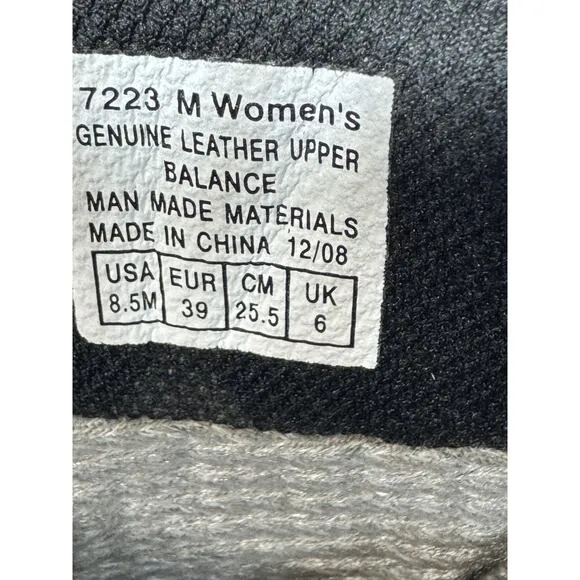 7223 M Women's
GENUINE LEATHER UPPER
BALANCE
MAN MADE MATERIALS
MADE IN CHINA 12/08
USA EUR CM UK
8.5M 39 25.5 6